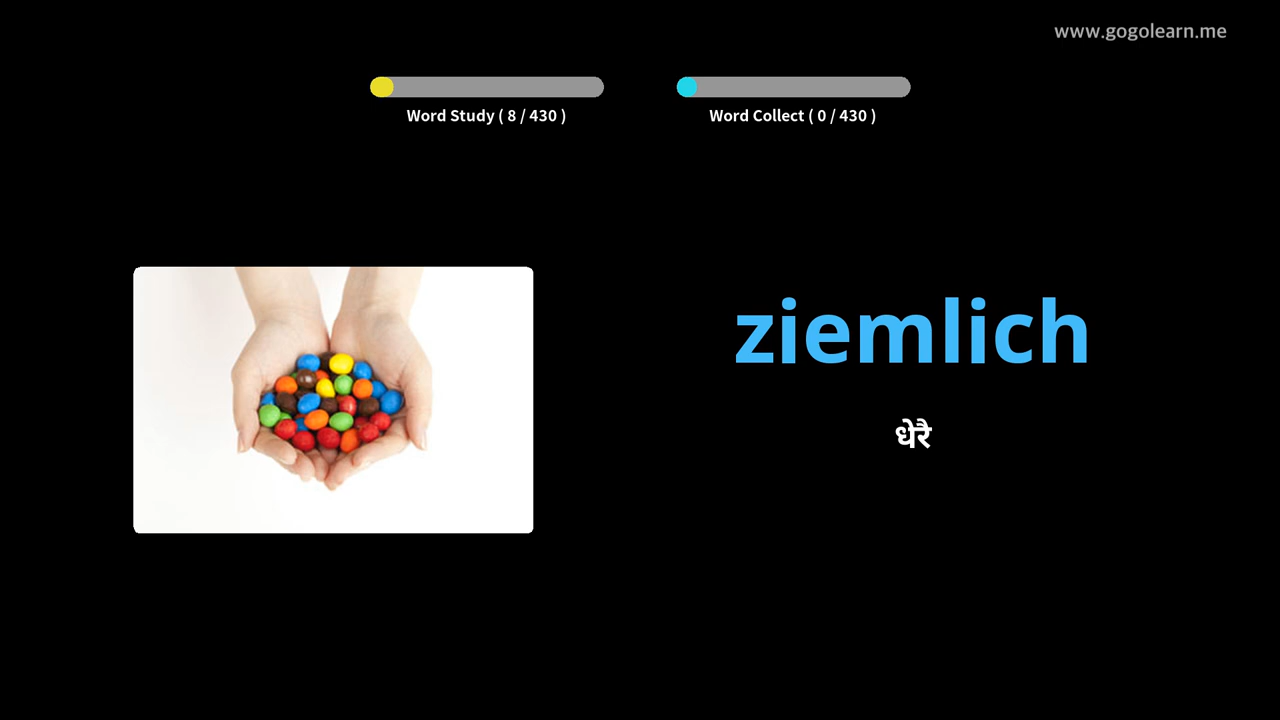 www.gogolearn.me
Word Study ( 8 / 430 )
Word Collect ( 0 / 430 )
ziemlich
धेरै